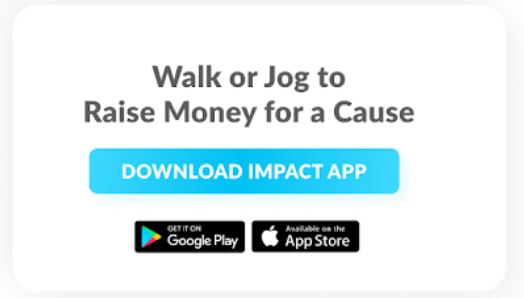 Walk or Jog to
Raise Money for a Cause
DOWNLOAD IMPACT APP
GET IT ON
Google Play
Available on the
App Store